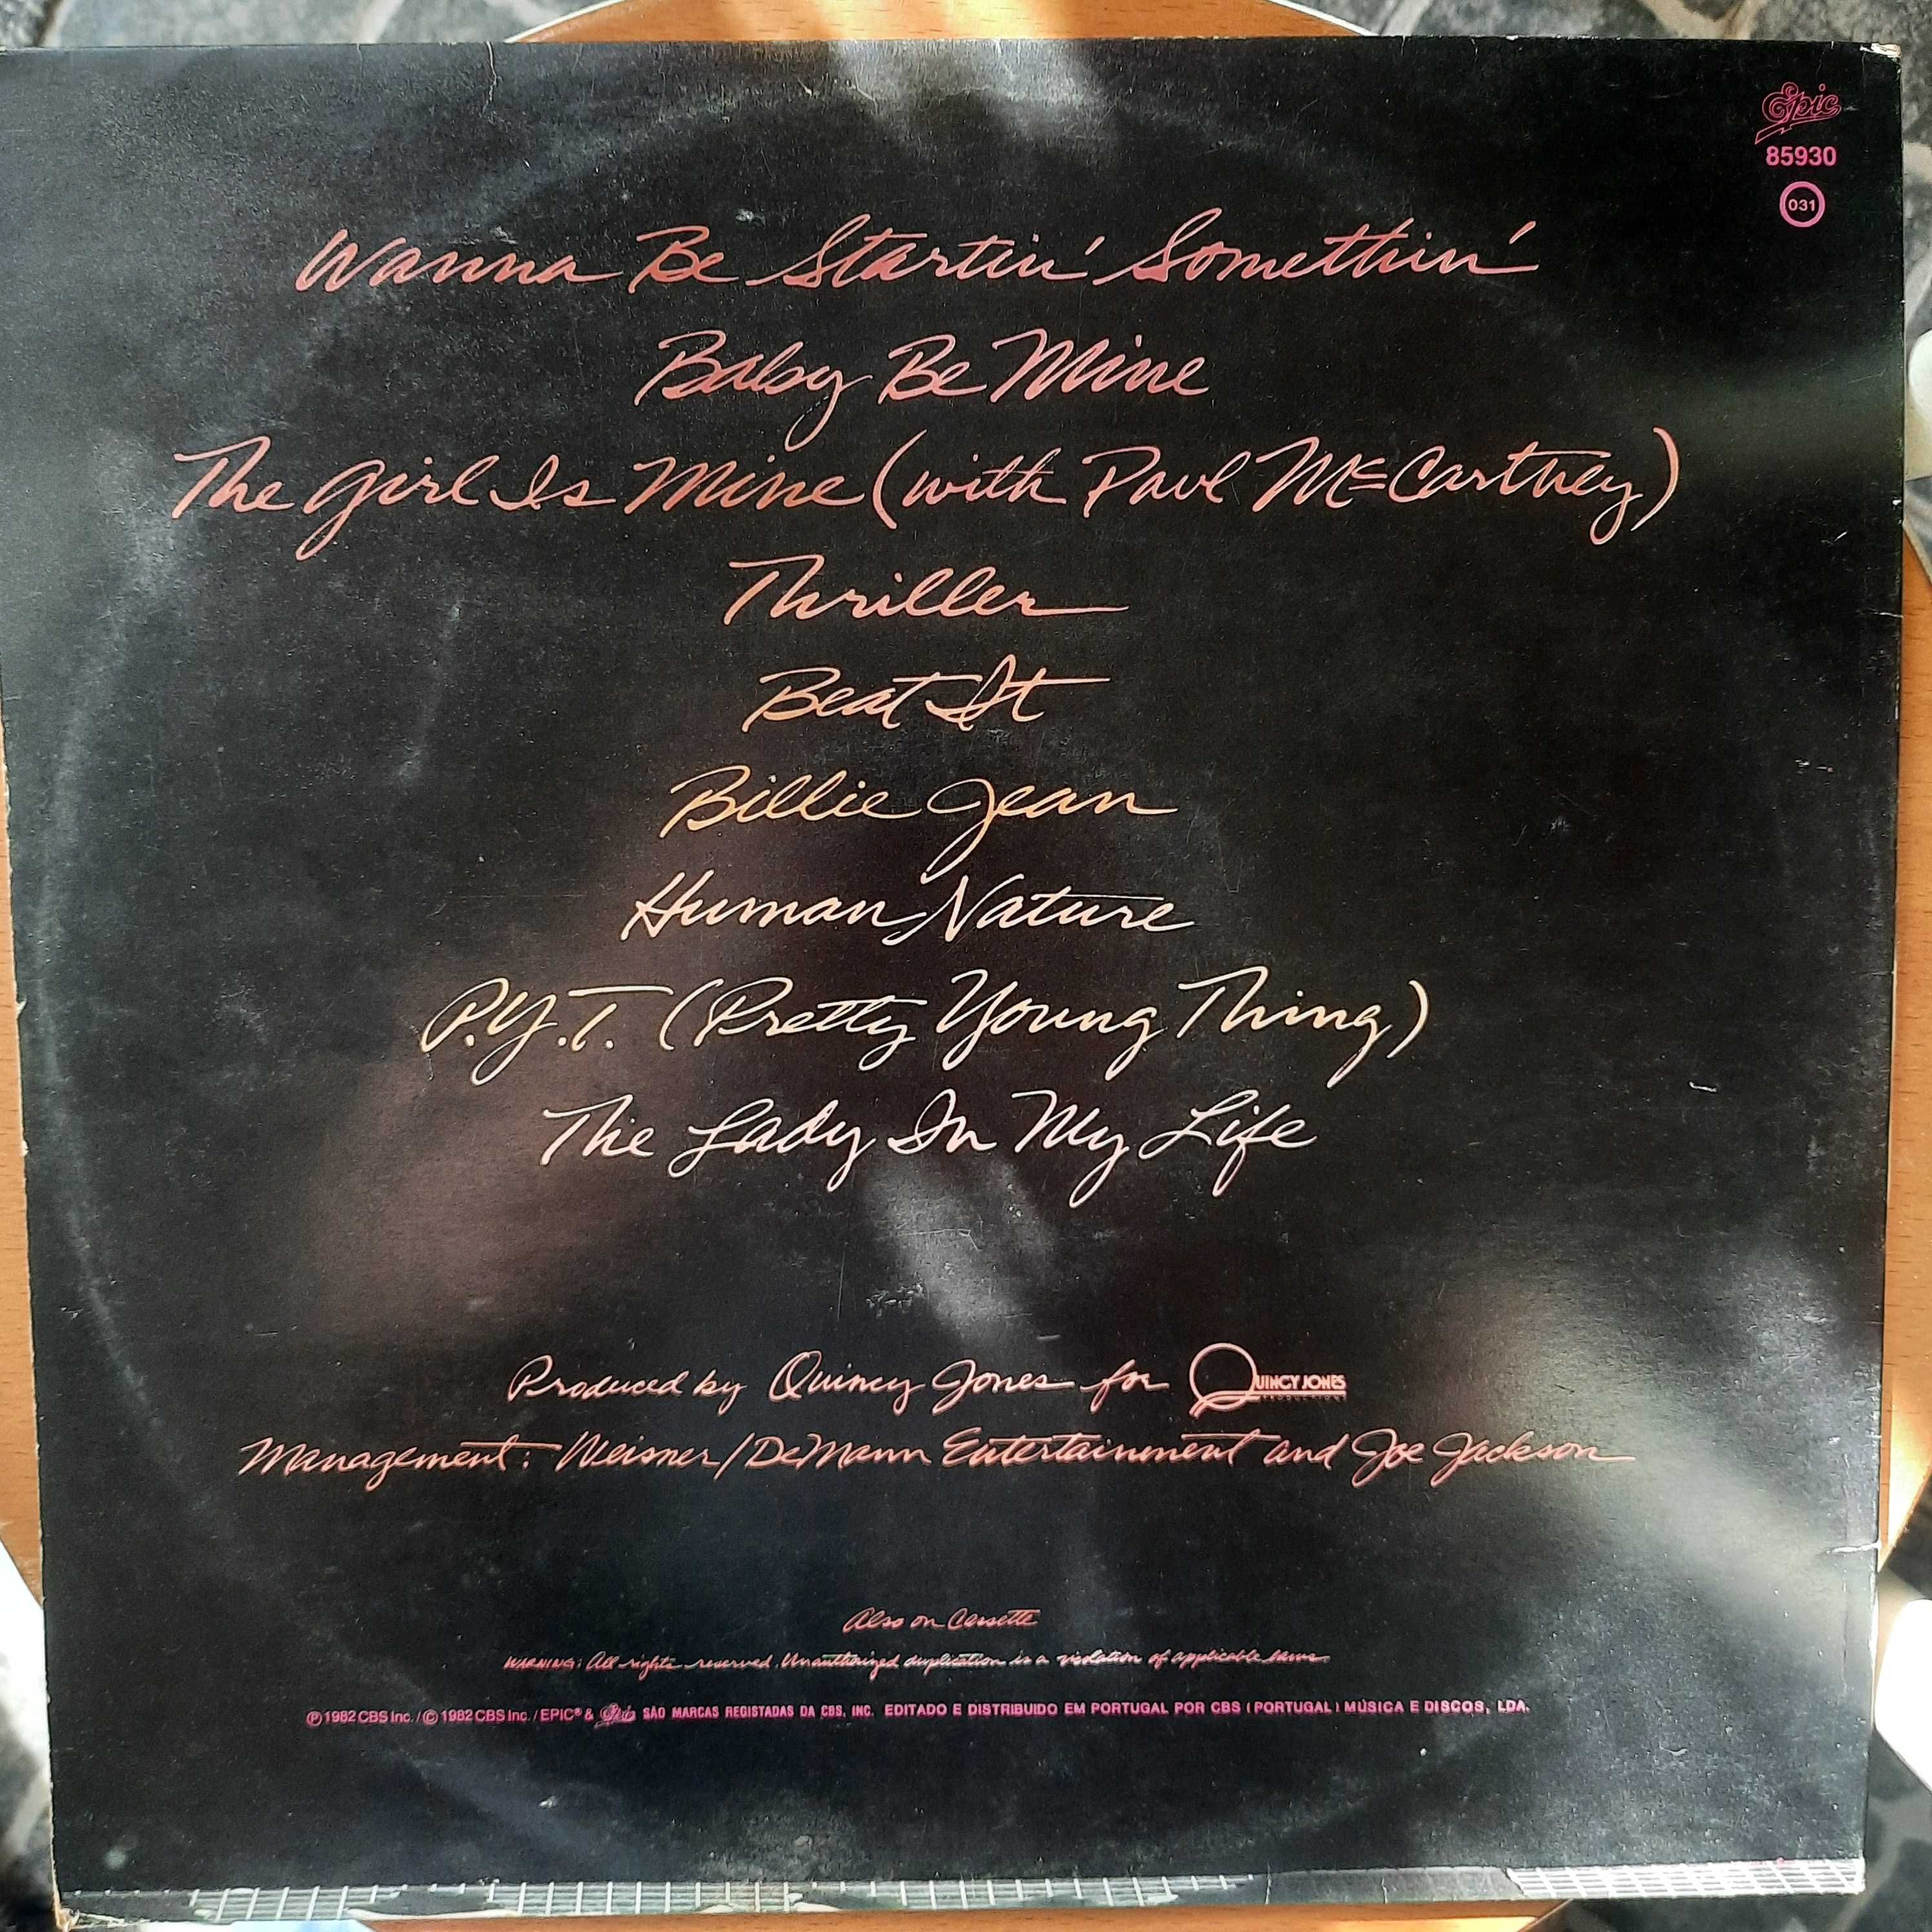 Epic
85930
031
Wanna Be Startin' Somethin'
Baby Be Mine
The Girl Is Mine (with Paul McCartney)
Thriller
Beat It
Billie Jean
Human Nature
P.Y.T. (Pretty Young Thing)
The Lady In My Life
Produced by Quincy Jones for QUINCY JONES PRODUCTIONS
Management: Weisner/DeMann Entertainment and Joe Jackson
Also on Cassette
WARNING: All rights reserved. Unauthorized duplication is a violation of applicable laws.
℗ 1982 CBS Inc. / © 1982 CBS Inc. / EPIC® & Epic SÃO MARCAS REGISTADAS DA CBS, INC. EDITADO E DISTRIBUIDO EM PORTUGAL POR CBS (PORTUGAL) MÚSICA E DISCOS, LDA.